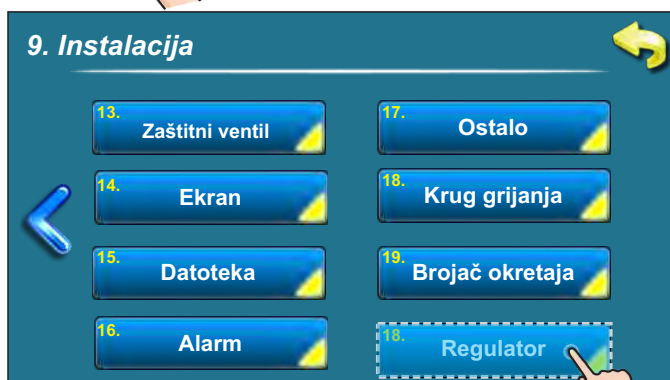 9. Instalacija
13.
Zaštitni ventil
14.
Ekran
15.
Datoteka
16.
Alarm
17.
Ostalo
18.
Krug grijanja
19.
Brojač okretaja
18.
Regulator